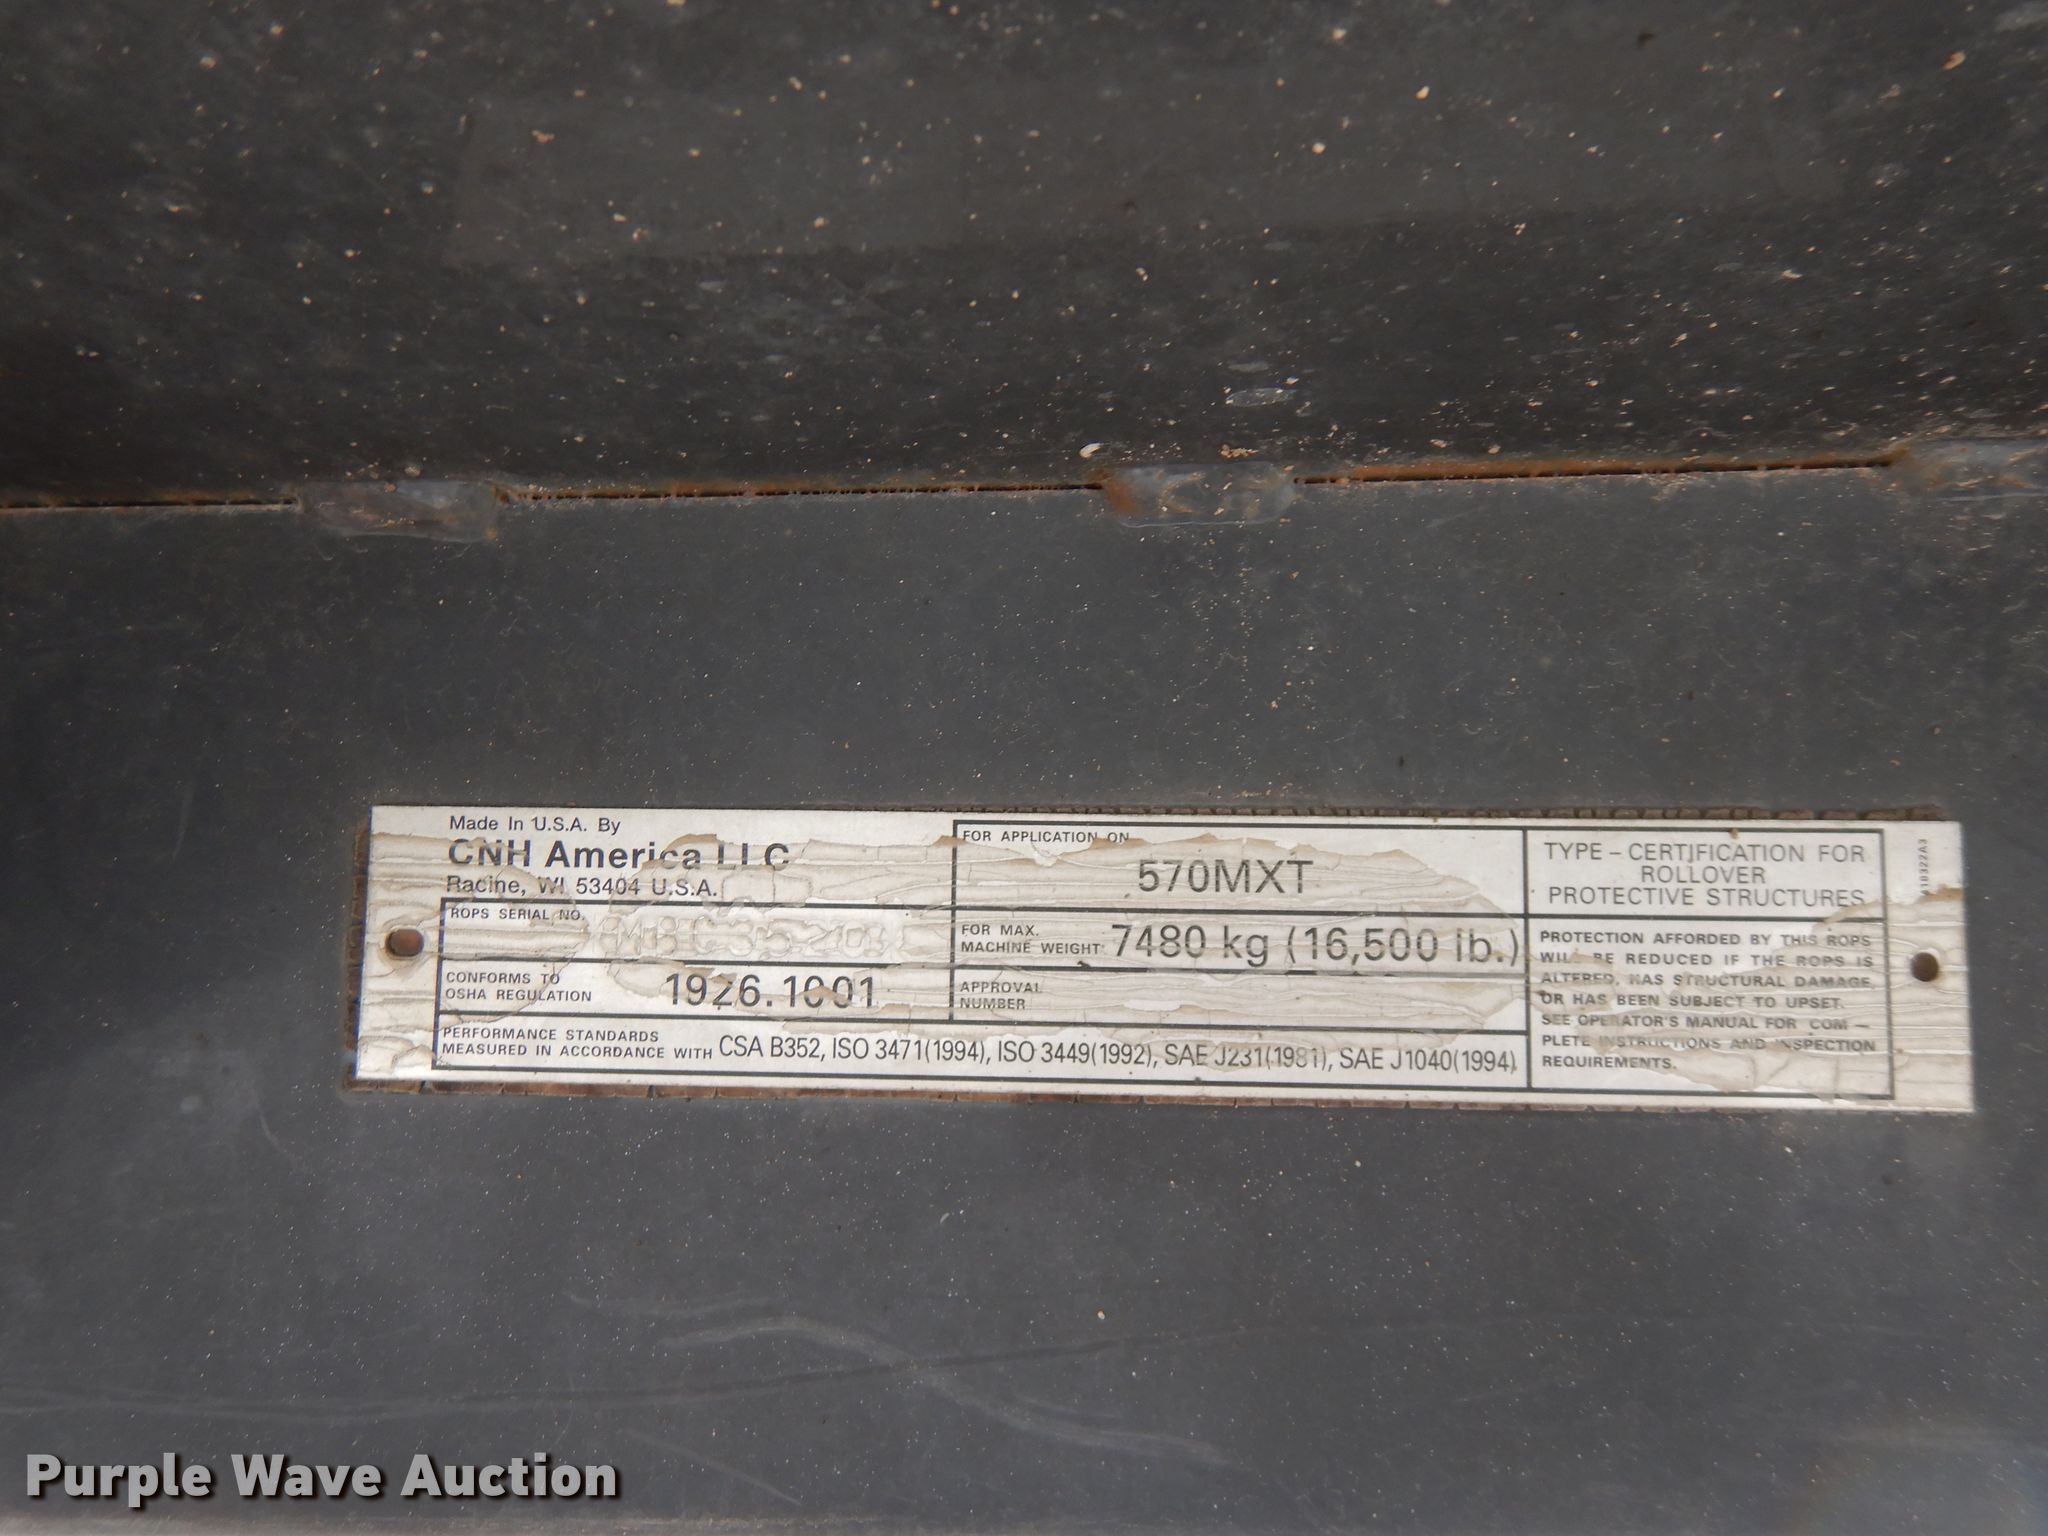 Made In U.S.A. By
CNH America LLC
Racine, WI 53404 U.S.A.
ROPS SERIAL NO.
CONFORMS TO
OSHA REGULATION 1926.1001
FOR APPLICATION ON
570MXT
FOR MAX.
MACHINE WEIGHT 7480 kg (16,500 lb.)
APPROVAL
NUMBER
PERFORMANCE STANDARDS
MEASURED IN ACCORDANCE WITH CSA B352, ISO 3471(1994), ISO 3449(1992), SAE J231(1981), SAE J1040(1994)
TYPE – CERTIFICATION FOR
ROLLOVER
PROTECTIVE STRUCTURES
PROTECTION AFFORDED BY THIS ROPS
WILL BE REDUCED IF THE ROPS IS
ALTERED, HAS STRUCTURAL DAMAGE,
OR HAS BEEN SUBJECT TO UPSET.
SEE OPERATOR'S MANUAL FOR COM –
PLETE INSTRUCTIONS AND INSPECTION
REQUIREMENTS.
Purple Wave Auction